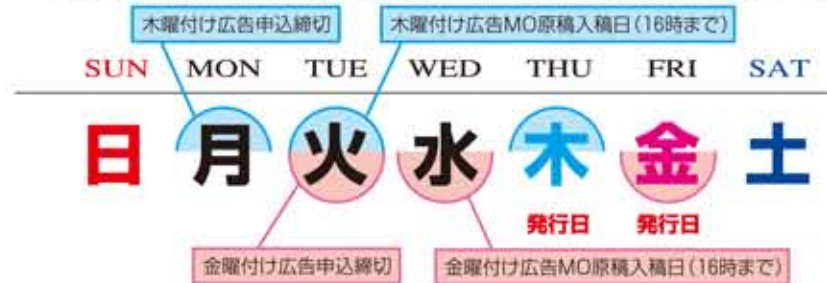 木曜付け広告申込締切 木曜付け広告MO原稿入稿日(16時まで)
SUN MON TUE WED THU FRI SAT
日 月 火 水 木 金 土
発行日 発行日
金曜付け広告申込締切 金曜付け広告MO原稿入稿日(16時まで)